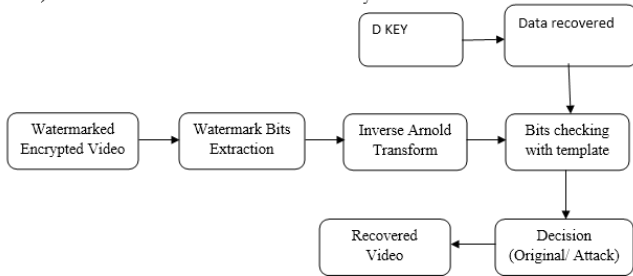 D KEY
Data recovered
Watermarked
Encrypted Video
Watermark Bits
Extraction
Inverse Arnold
Transform
Bits checking
with template
Recovered
Video
Decision
(Original/ Attack)